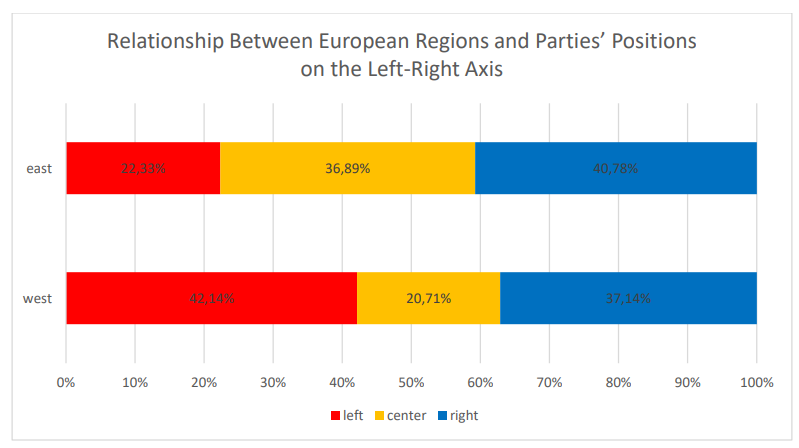 Relationship Between European Regions and Parties’ Positions
on the Left-Right Axis
east
22,33%
36,89%
40,78%
west
42,14%
20,71%
37,14%
0% 10% 20% 30% 40% 50% 60% 70% 80% 90% 100%
left center right